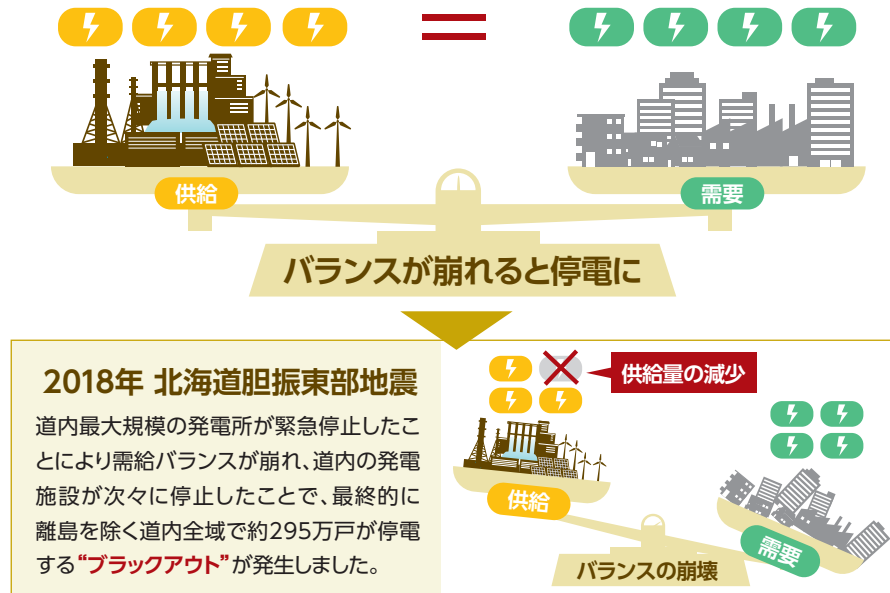 =
供給
需要
バランスが崩れると停電に
2018年 北海道胆振東部地震
道内最大規模の発電所が緊急停止したこ
とにより需給バランスが崩れ、道内の発電
施設が次々に停止したことで、最終的に
離島を除く道内全域で約295万戸が停電
する“ブラックアウト”が発生しました。
供給量の減少
供給
需要
バランスの崩壊